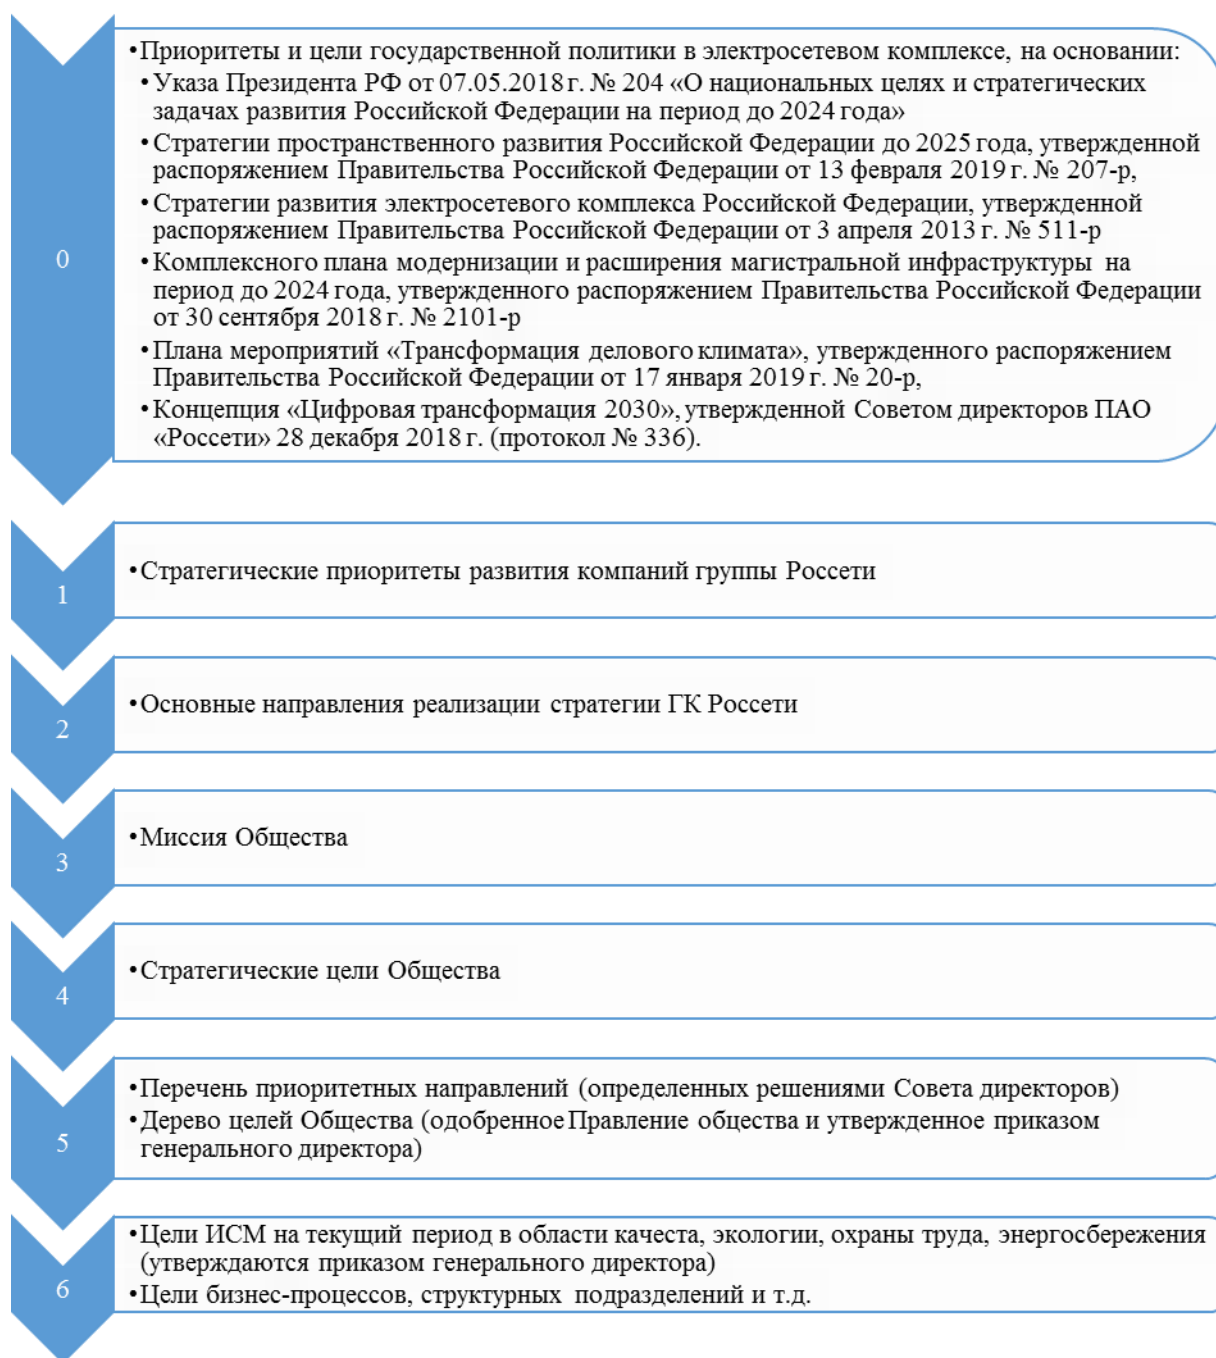 •Приоритеты и цели государственной политики в электросетевом комплексе, на основании:
•Указа Президента РФ от 07.05.2018 г. № 204 «О национальных целях и стратегических
задачах развития Российской Федерации на период до 2024 года»
•Стратегии пространственного развития Российской Федерации до 2025 года, утвержденной
распоряжением Правительства Российской Федерации от 13 февраля 2019 г. № 207-р,
•Стратегии развития электросетевого комплекса Российской Федерации, утвержденной
распоряжением Правительства Российской Федерации от 3 апреля 2013 г. № 511-р
0
•Комплексного плана модернизации и расширения магистральной инфраструктуры на
период до 2024 года, утвержденного распоряжением Правительства Российской Федерации
от 30 сентября 2018 г. № 2101-р
•Плана мероприятий «Трансформация делового климата», утвержденного распоряжением
Правительства Российской Федерации от 17 января 2019 г. № 20-р,
•Концепция «Цифровая трансформация 2030», утвержденной Советом директоров ПАО
«Россети» 28 декабря 2018 г. (протокол № 336).
1
•Стратегические приоритеты развития компаний группы Россети
2
•Основные направления реализации стратегии ГК Россети
3
•Миссия Общества
4
•Стратегические цели Общества
5
•Перечень приоритетных направлений (определенных решениями Совета директоров)
•Дерево целей Общества (одобренное Правление общества и утвержденное приказом
генерального директора)
6
•Цели ИСМ на текущий период в области качеста, экологии, охраны труда, энергосбережения
(утверждаются приказом генерального директора)
•Цели бизнес-процессов, структурных подразделений и т.д.